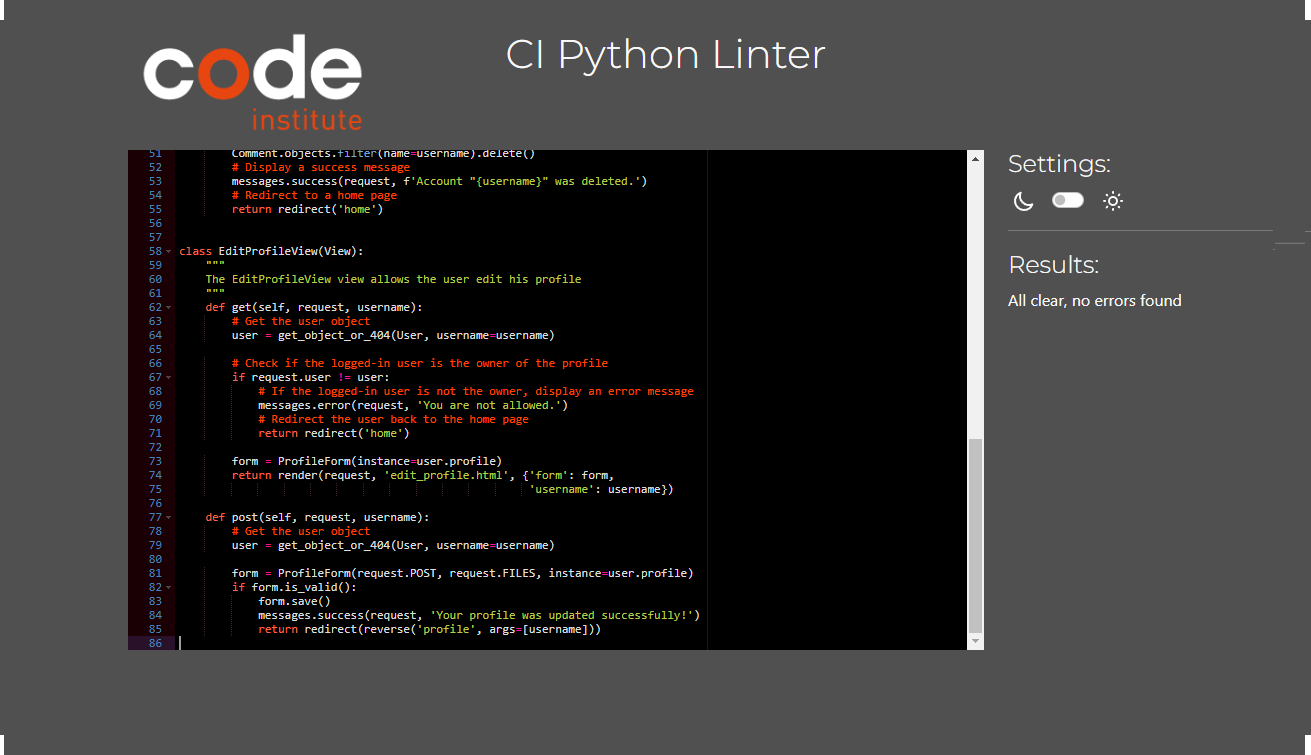 code
institute
CI Python Linter
51 Comment.objects.filter(name=username).delete()
52 # Display a success message
53 messages.success(request, f'Account "{username}" was deleted.')
54 # Redirect to a home page
55 return redirect('home')
56
57
58 class EditProfileView(View):
59 """
60 The EditProfileView view allows the user edit his profile
61 """
62 def get(self, request, username):
63 # Get the user object
64 user = get_object_or_404(User, username=username)
65
66 # Check if the logged-in user is the owner of the profile
67 if request.user != user:
68 # If the logged-in user is not the owner, display an error message
69 messages.error(request, 'You are not allowed.')
70 # Redirect the user back to the home page
71 return redirect('home')
72
73 form = ProfileForm(instance=user.profile)
74 return render(request, 'edit_profile.html', {'form': form,
75 'username': username})
76
77 def post(self, request, username):
78 # Get the user object
79 user = get_object_or_404(User, username=username)
80
81 form = ProfileForm(request.POST, request.FILES, instance=user.profile)
82 if form.is_valid():
83 form.save()
84 messages.success(request, 'Your profile was updated successfully!')
85 return redirect(reverse('profile', args=[username]))
86
Settings:
Results:
All clear, no errors found